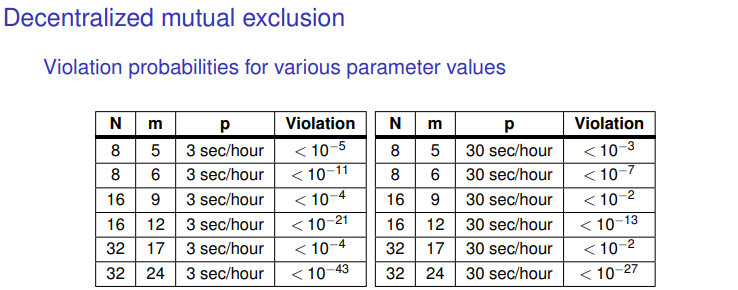 Decentralized mutual exclusion
Violation probabilities for various parameter values
N m p Violation N m p Violation
8 5 3 sec/hour < 10⁻⁵ 8 5 30 sec/hour < 10⁻³
8 6 3 sec/hour < 10⁻¹¹ 8 6 30 sec/hour < 10⁻⁷
16 9 3 sec/hour < 10⁻⁴ 16 9 30 sec/hour < 10⁻²
16 12 3 sec/hour < 10⁻²¹ 16 12 30 sec/hour < 10⁻¹³
32 17 3 sec/hour < 10⁻⁴ 32 17 30 sec/hour < 10⁻²
32 24 3 sec/hour < 10⁻⁴³ 32 24 30 sec/hour < 10⁻²⁷